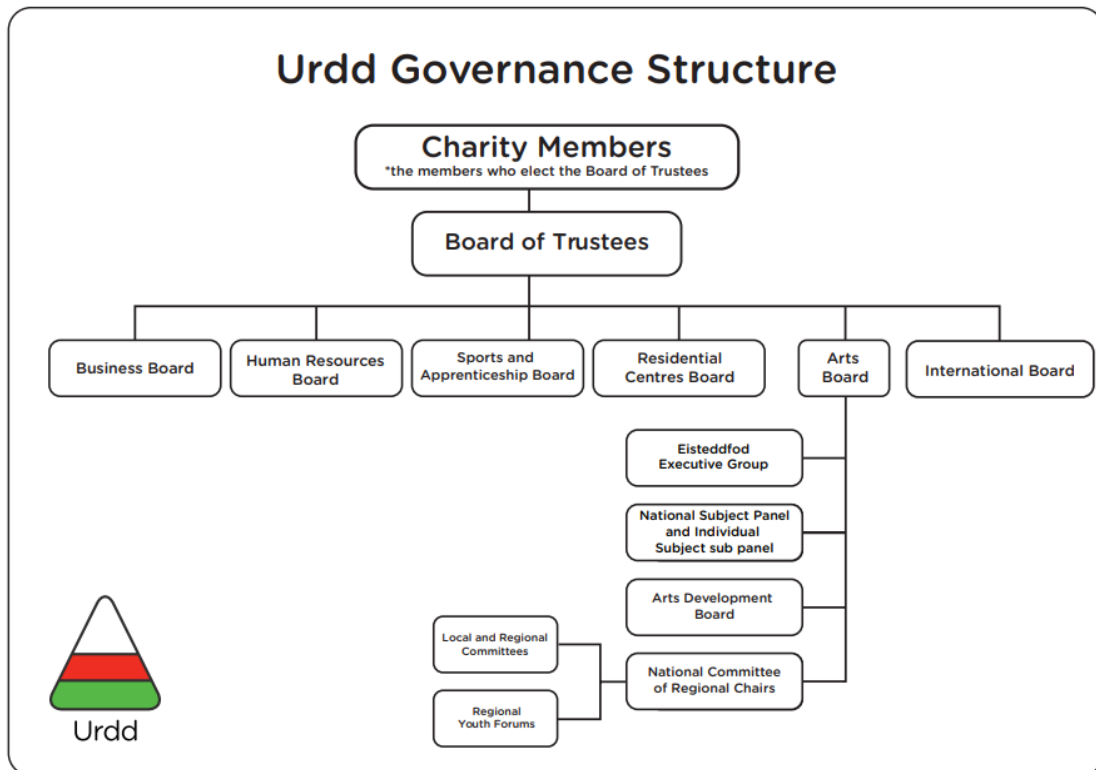 Urdd Governance Structure
Charity Members
*the members who elect the Board of Trustees
Board of Trustees
Business Board
Human Resources
Board
Sports and
Apprenticeship Board
Residential
Centres Board
Arts
Board
International Board
Eisteddfod
Executive Group
National Subject Panel
and Individual
Subject sub panel
Arts Development
Board
Local and Regional
Committees
National Committee
of Regional Chairs
Regional
Youth Forums
Urdd